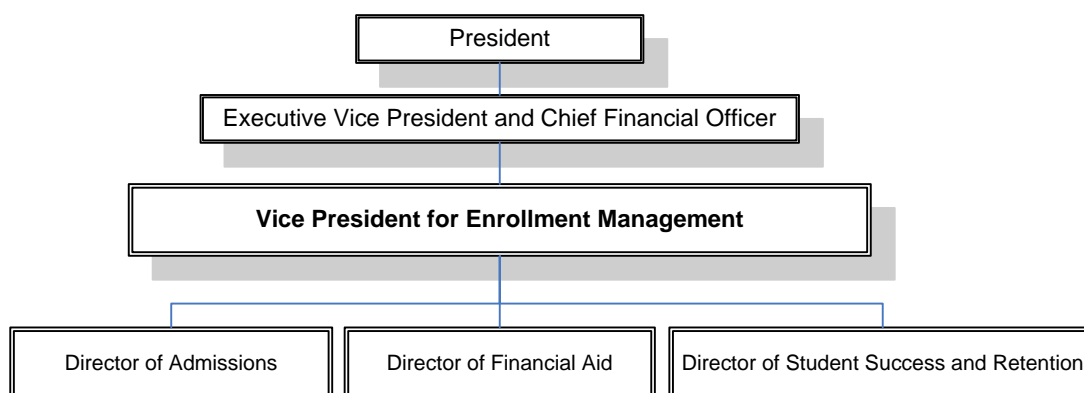 President
Executive Vice President and Chief Financial Officer
Vice President for Enrollment Management
Director of Admissions
Director of Financial Aid
Director of Student Success and Retention